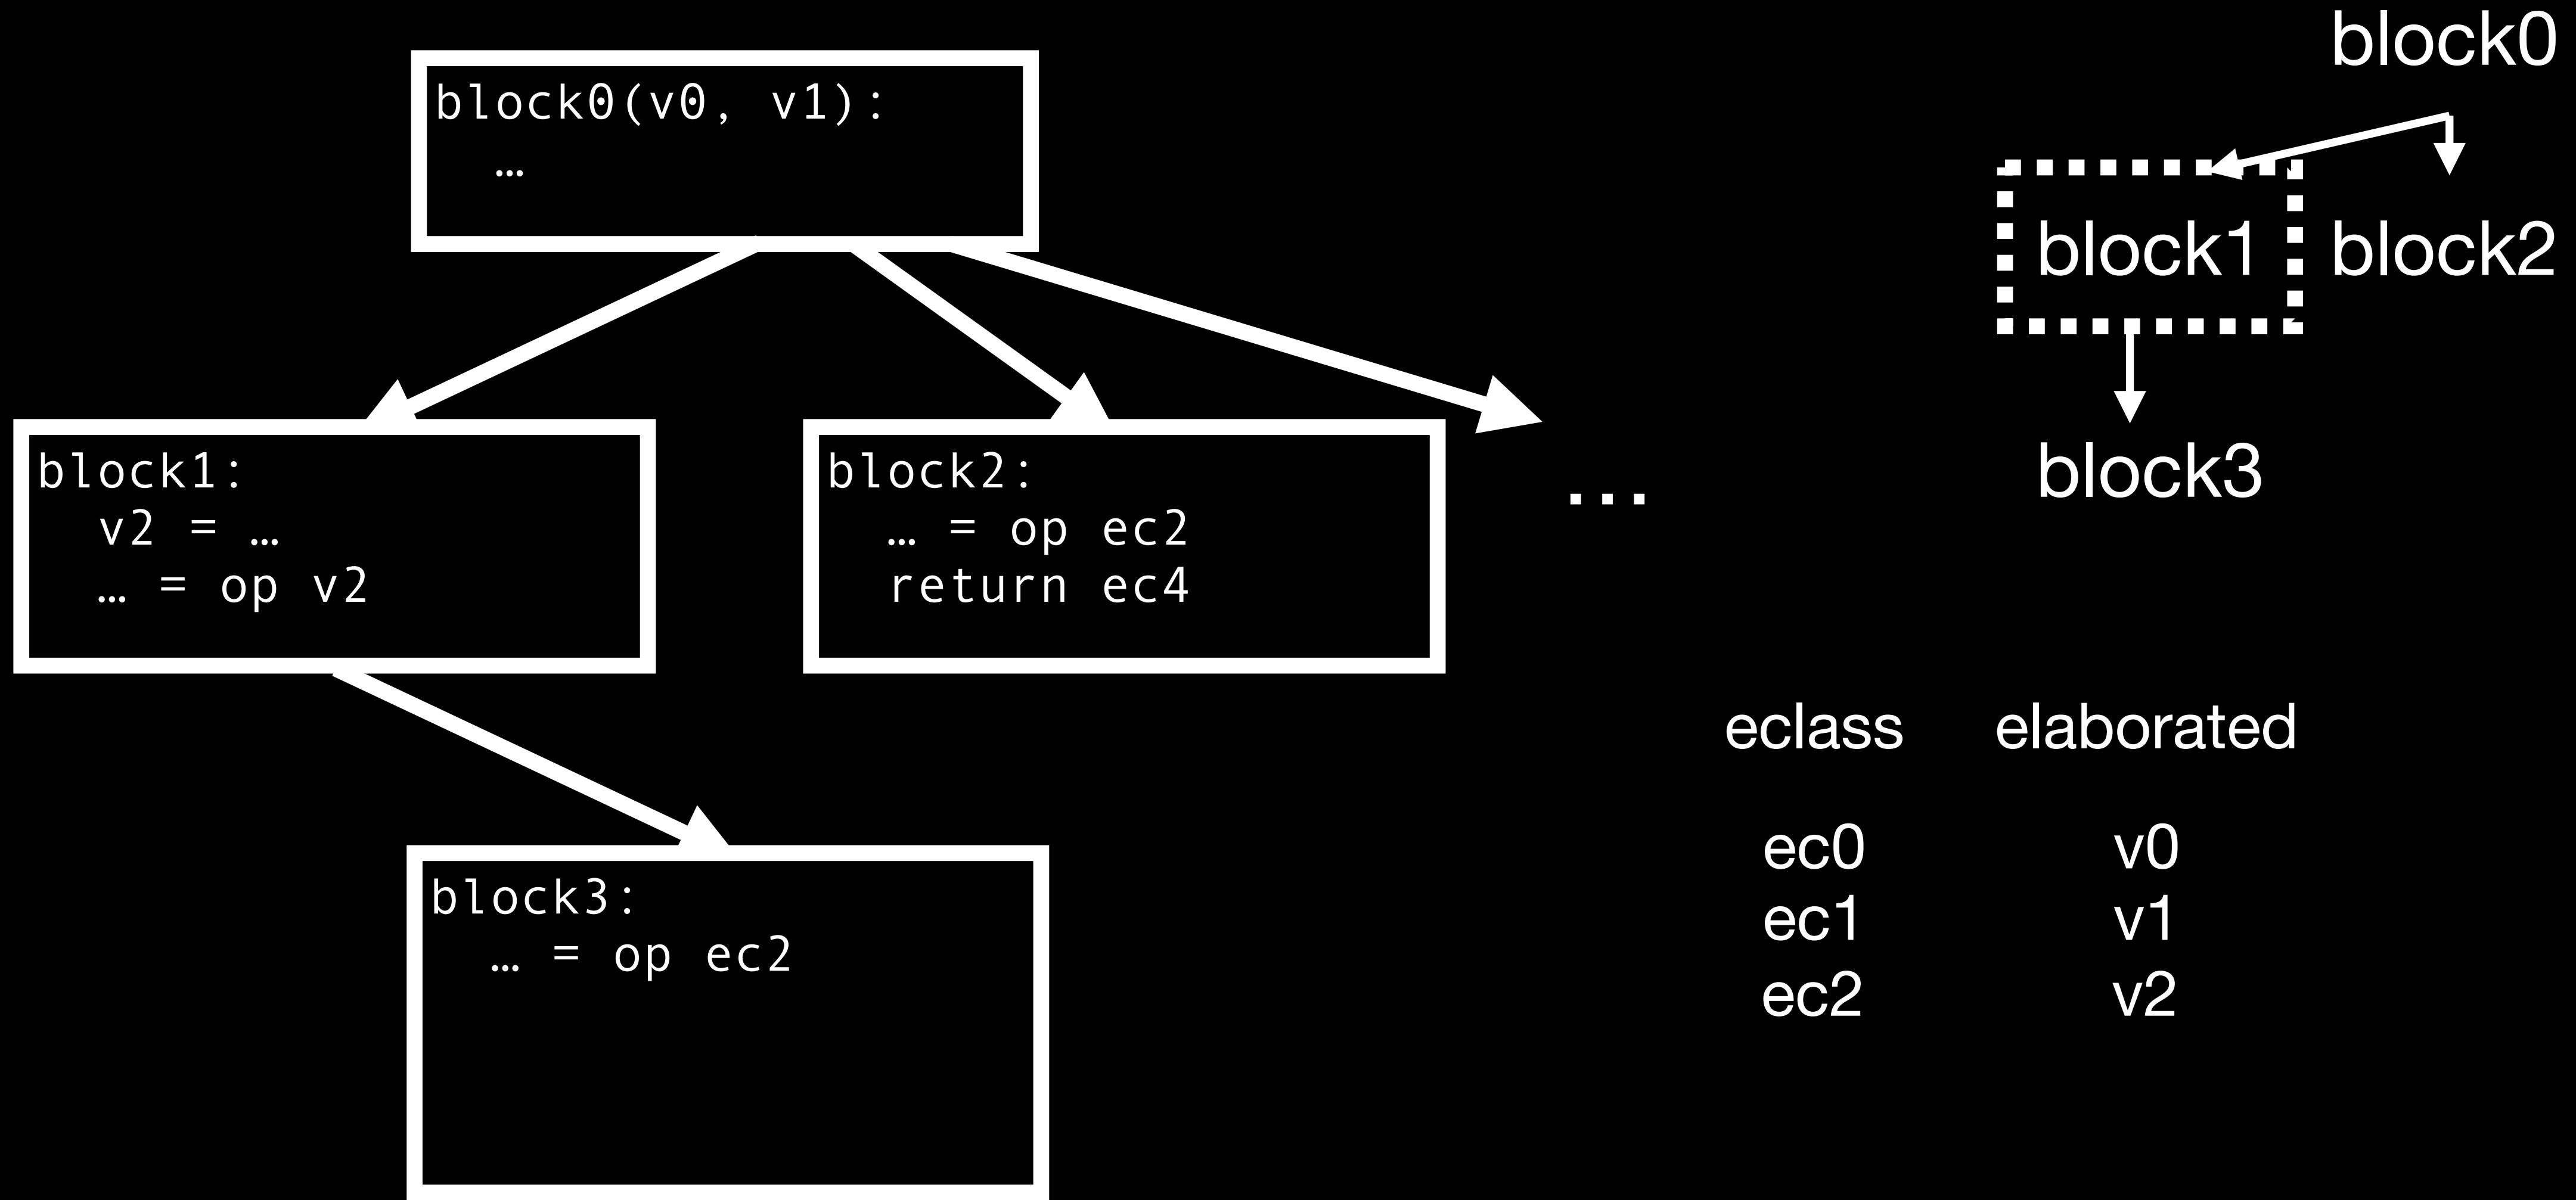 block0(v0, v1):
…
block1:
v2 = …
… = op v2
block2:
… = op ec2
return ec4
...
block3:
… = op ec2
block0
block1 block2
block3
eclass elaborated
ec0 v0
ec1 v1
ec2 v2